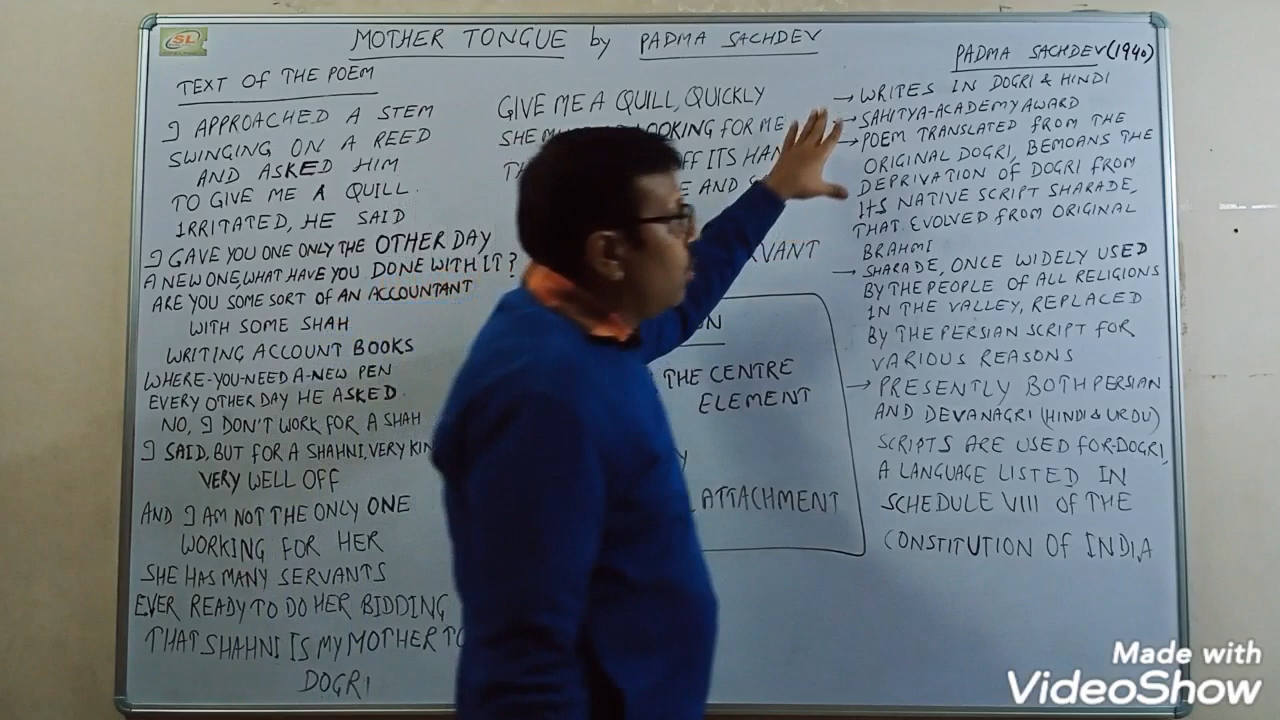 SL
MOTHER TONGUE by PADMA SACHDEV
TEXT OF THE POEM
I APPROACHED A STEM
SWINGING ON A REED
AND ASKED HIM
TO GIVE ME A QUILL.
IRRITATED, HE SAID
I GAVE YOU ONE ONLY THE OTHER DAY
A NEW ONE, WHAT HAVE YOU DONE WITH IT?
ARE YOU SOME SORT OF AN ACCOUNTANT
WITH SOME SHAH
WRITING ACCOUNT BOOKS
WHERE-YOU-NEED A-NEW PEN
EVERY OTHER DAY HE ASKED.
NO, I DON'T WORK FOR A SHAH
I SAID, BUT FOR A SHAHNI, VERY KIN
VERY WELL OFF
AND I AM NOT THE ONLY ONE
WORKING FOR HER
SHE HAS MANY SERVANTS
EVER READY TO DO HER BIDDING
THAT SHAHNI IS MY MOTHER TO
DOGRI
GIVE ME A QUILL, QUICKLY
SHE LOOKING FOR ME
OFF ITS HAN
AND
RVANT
ON
THE CENTRE
ELEMENT
Y
ATTACHMENT
PADMA SACHDEV (1940)
→ WRITES IN DOGRI & HINDI
→ SAHITYA-ACADEMY AWARD
→ POEM TRANSLATED FROM THE
ORIGINAL DOGRI, BEMOANS THE
DEPRIVATION OF DOGRI FROM
ITS NATIVE SCRIPT SHARADE,
THAT EVOLVED FROM ORIGINAL
BRAHMI
→ SHARADE, ONCE WIDELY USED
BY THE PEOPLE OF ALL RELIGIONS
IN THE VALLEY, REPLACED
BY THE PERSIAN SCRIPT FOR
VARIOUS REASONS
→ PRESENTLY BOTH PERSIAN
AND DEVANAGRI (HINDI & URDU)
SCRIPTS ARE USED FOR-DOGRI,
A LANGUAGE LISTED IN
SCHEDULE VIII OF THE
CONSTITUTION OF INDIA
Made with
VideoShow